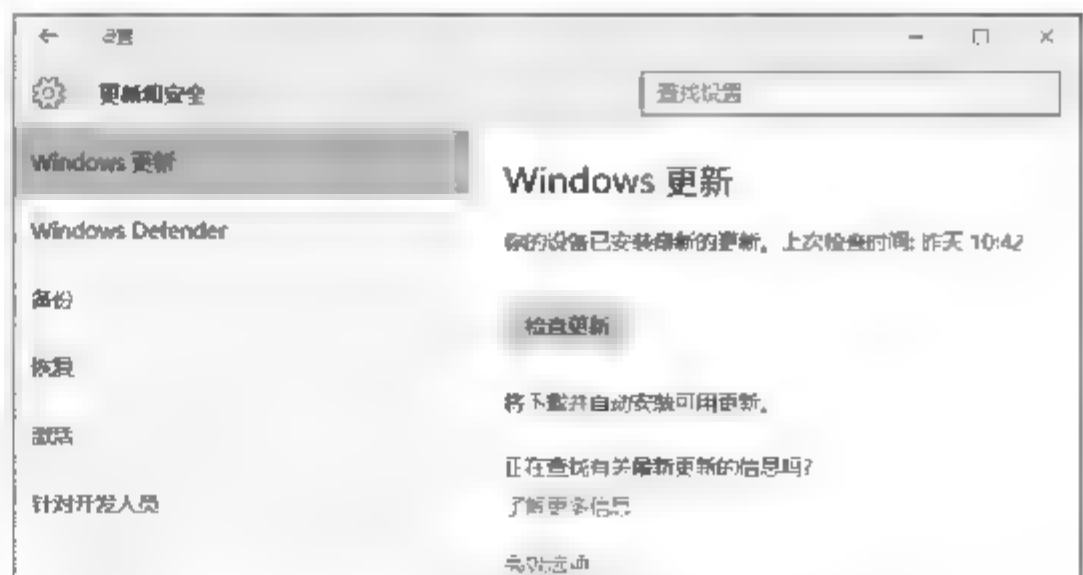 设置
更新和安全
查找设置
Windows 更新
Windows Defender
备份
恢复
激活
针对开发人员
Windows 更新
你的设备已安装最新的更新。上次检查时间: 昨天 10:42
检查更新
将下载并自动安装可用更新。
正在查找有关最新更新的信息吗?
了解更多信息
高级选项